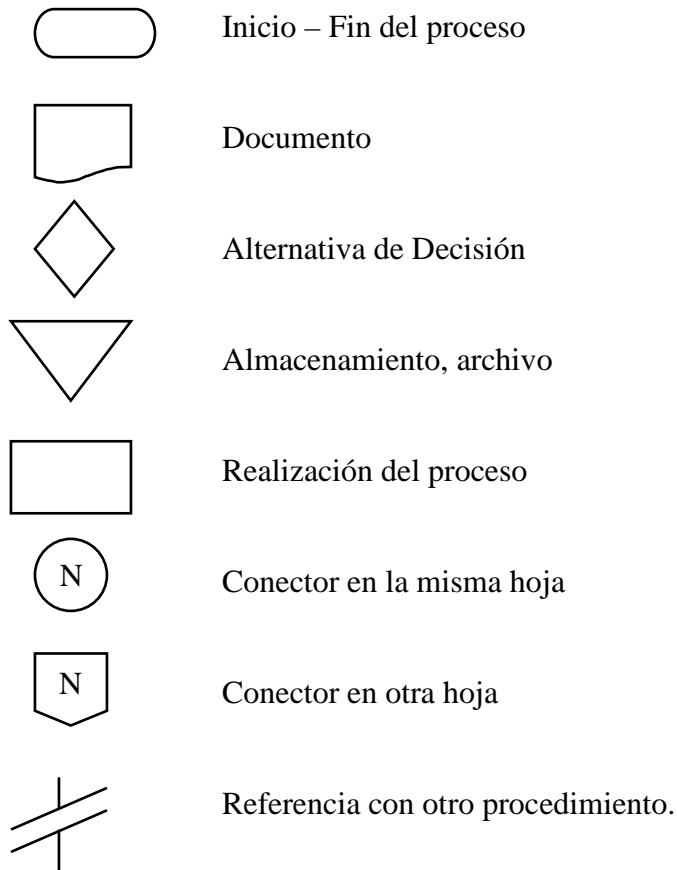 Inicio – Fin del proceso
Documento
Alternativa de Decisión
Almacenamiento, archivo
Realización del proceso
N
Conector en la misma hoja
N
Conector en otra hoja
Referencia con otro procedimiento.